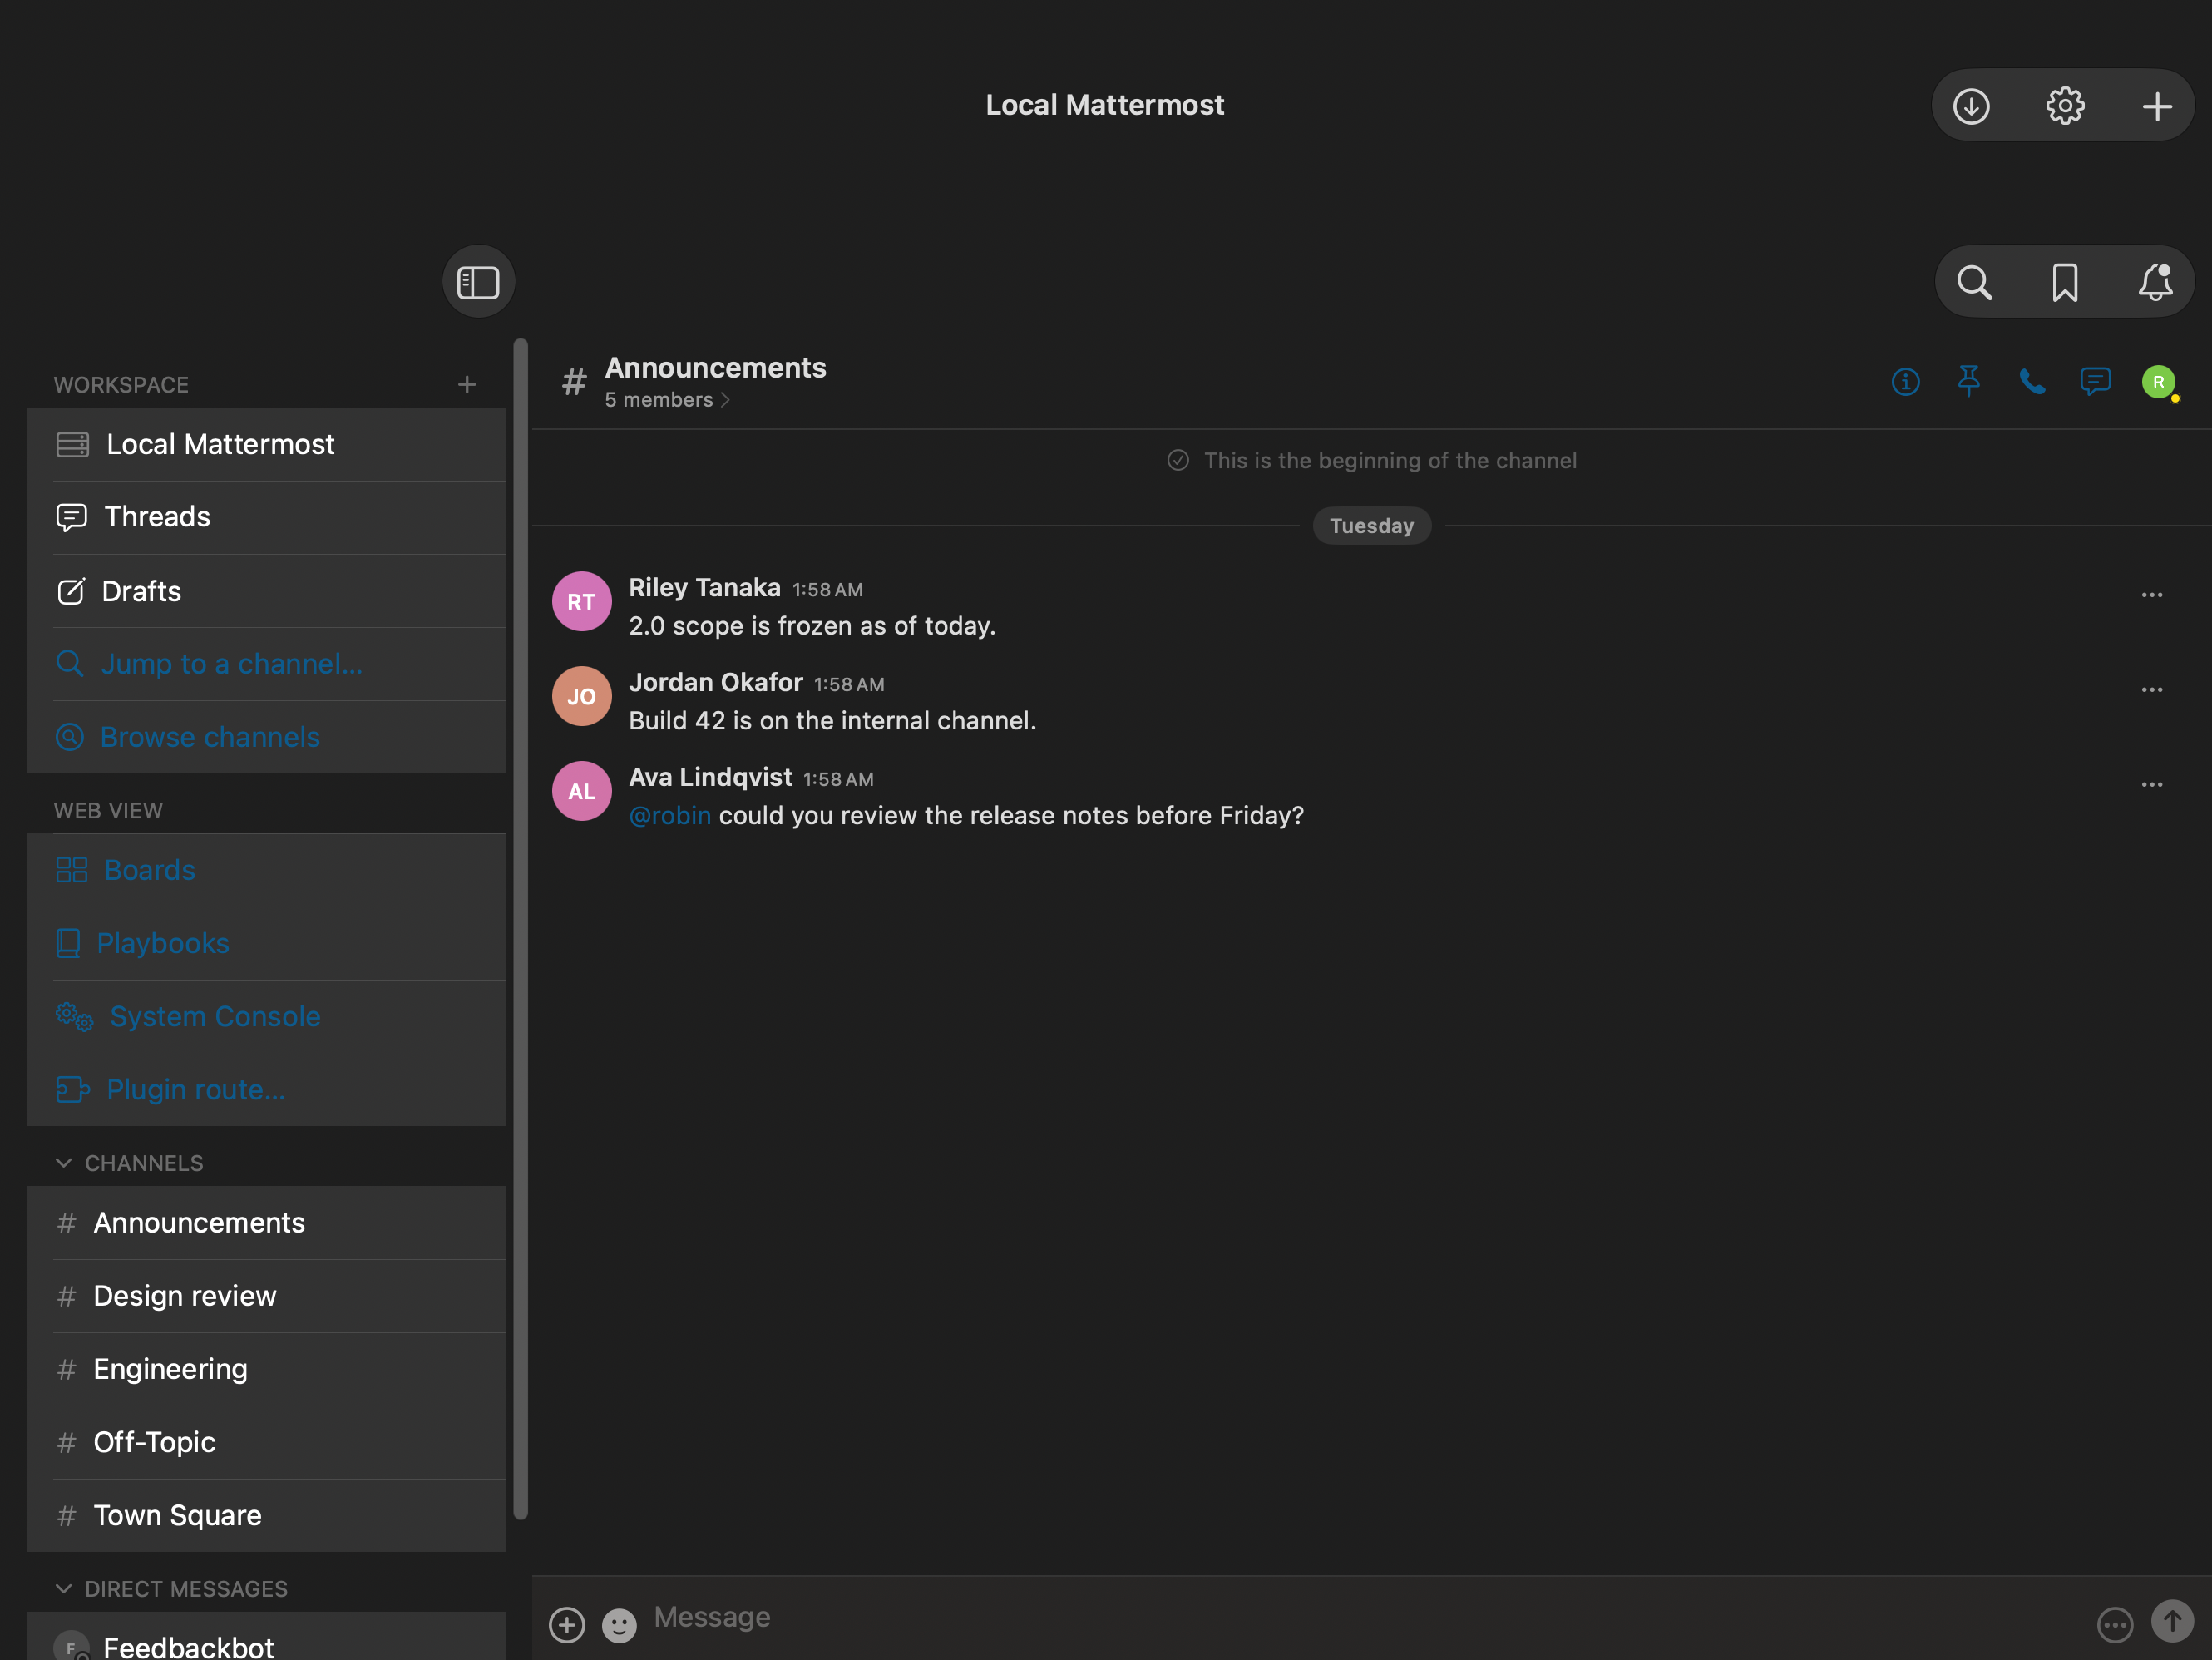 Local Mattermost
WORKSPACE
Local Mattermost
Threads
Drafts
Jump to a channel...
Browse channels
WEB VIEW
Boards
Playbooks
System Console
Plugin route...
CHANNELS
# Announcements
# Design review
# Engineering
# Off-Topic
# Town Square
DIRECT MESSAGES
F Feedbackbot
# Announcements
5 members
R
This is the beginning of the channel
Tuesday
RT
Riley Tanaka 1:58 AM
2.0 scope is frozen as of today.
JO
Jordan Okafor 1:58 AM
Build 42 is on the internal channel.
AL
Ava Lindqvist 1:58 AM
@robin could you review the release notes before Friday?
Message